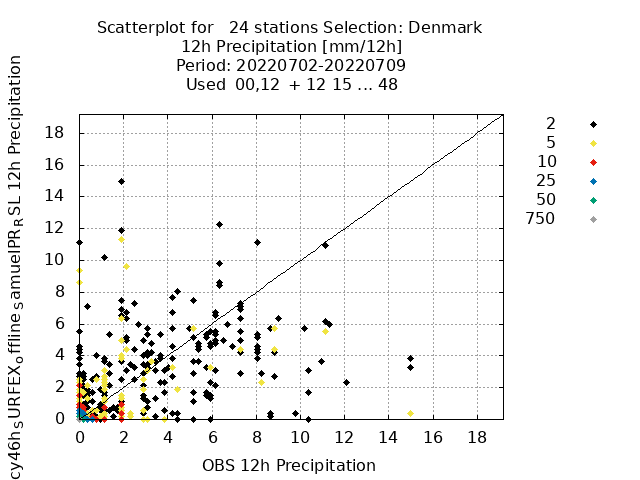 Scatterplot for   24 stations Selection: Denmark
12h Precipitation [mm/12h]
Period: 20220702-20220709
Used  00,12  + 12 15 ... 48
cy46h_SURFEX_offline_samuelPR_RSL 12h Precipitation
18
16
14
12
10
8
6
4
2
0
0 2 4 6 8 10 12 14 16 18
OBS 12h Precipitation
2
5
10
25
50
750